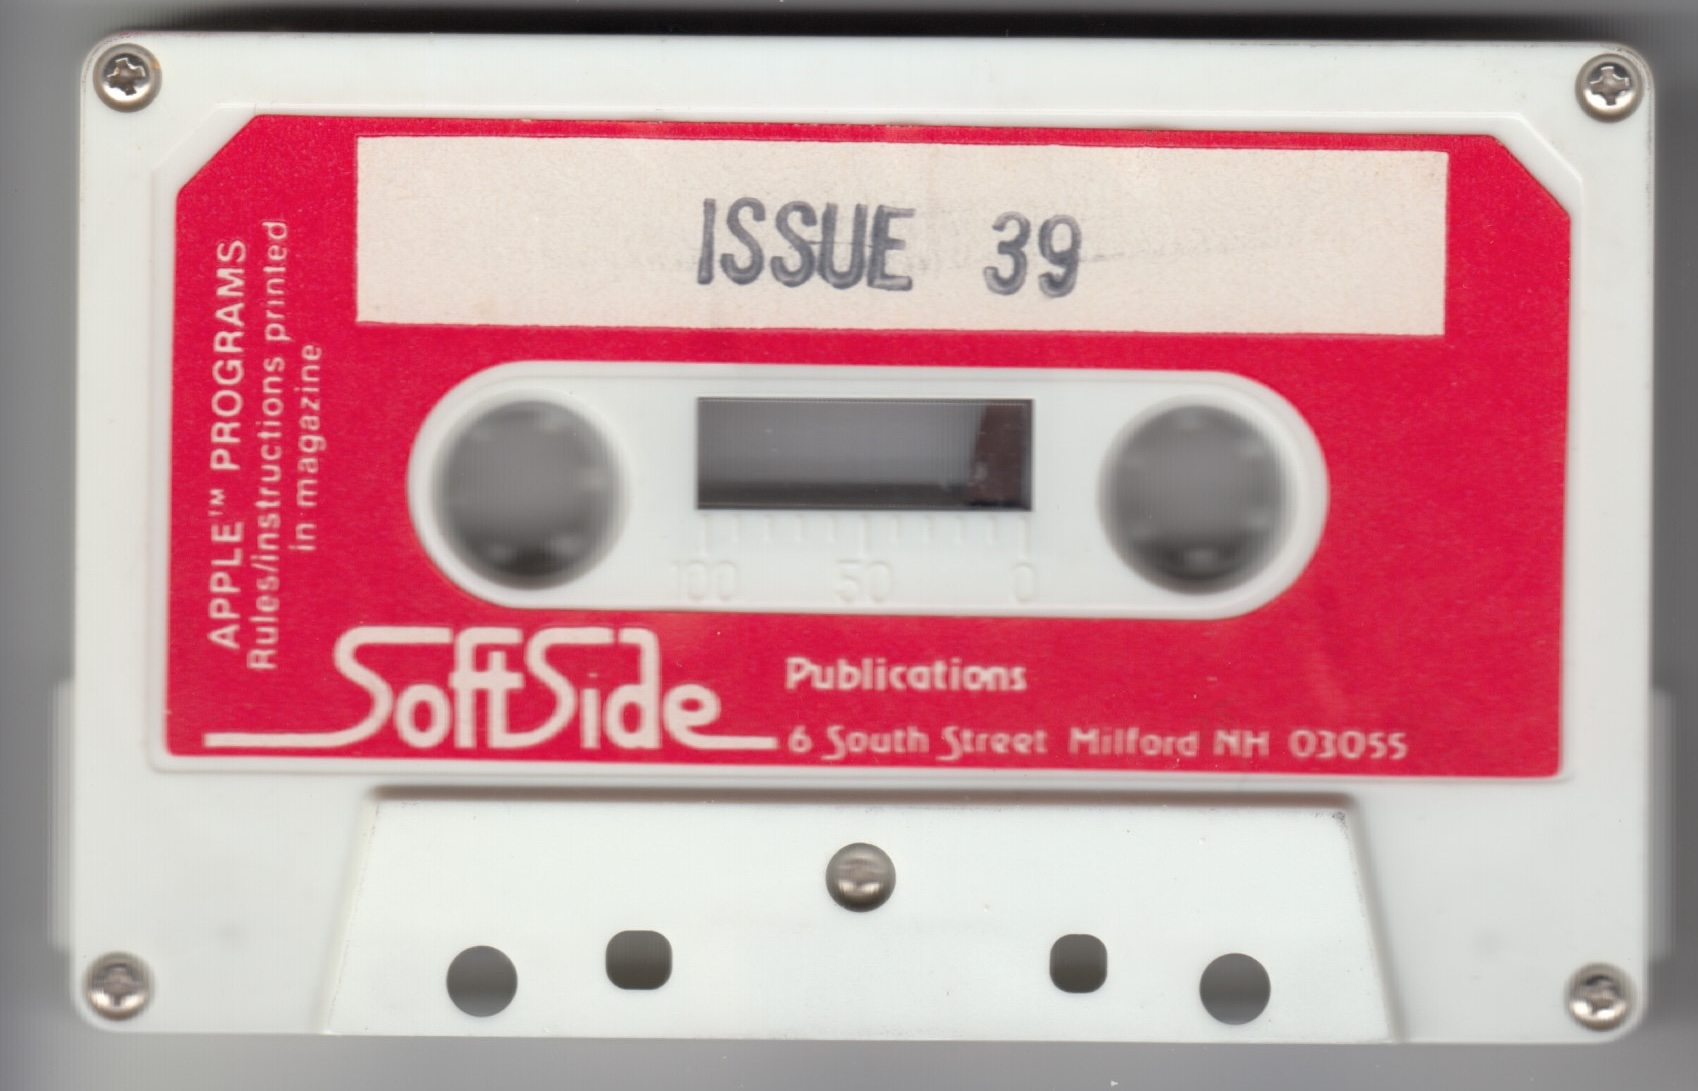 ISSUE 39
APPLE™ PROGRAMS
Rules/instructions printed
in magazine
100 50 0
SoftSide
Publications
6 South Street Milford NH 03055